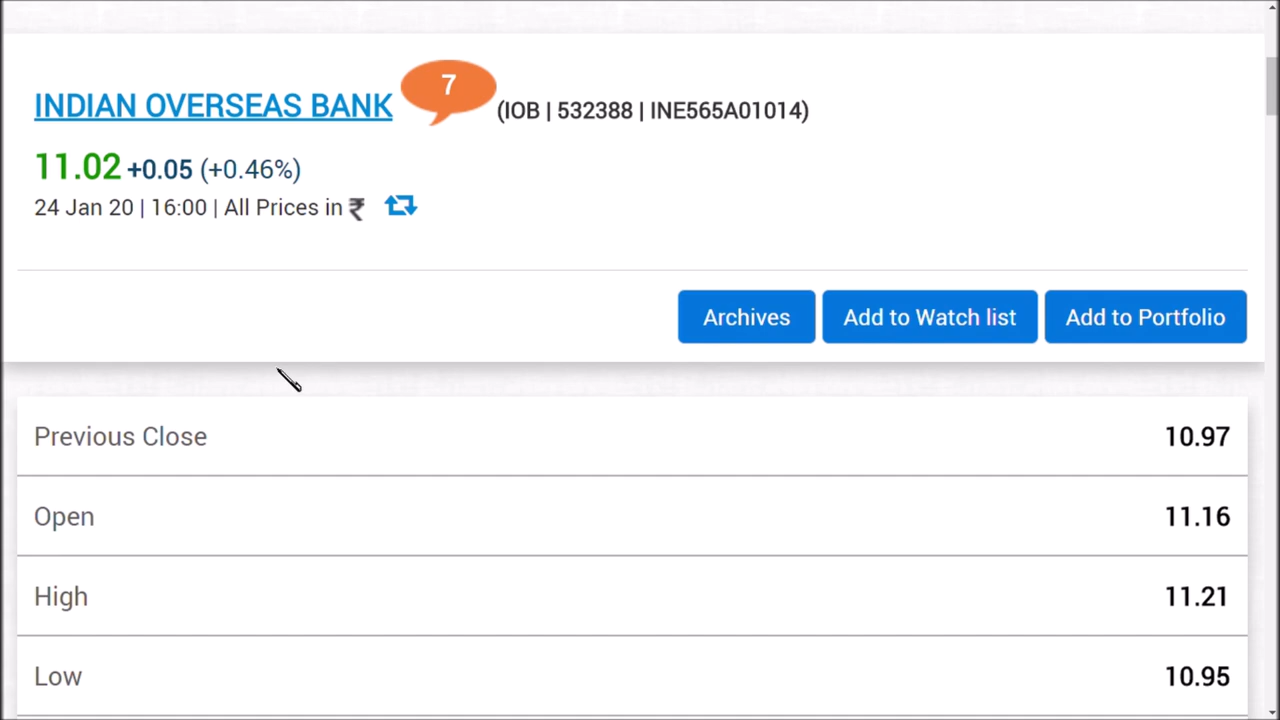 INDIAN OVERSEAS BANK 7 (IOB | 532388 | INE565A01014)
11.02 +0.05 (+0.46%)
24 Jan 20 | 16:00 | All Prices in ₹
Archives Add to Watch list Add to Portfolio
Previous Close 10.97
Open 11.16
High 11.21
Low 10.95